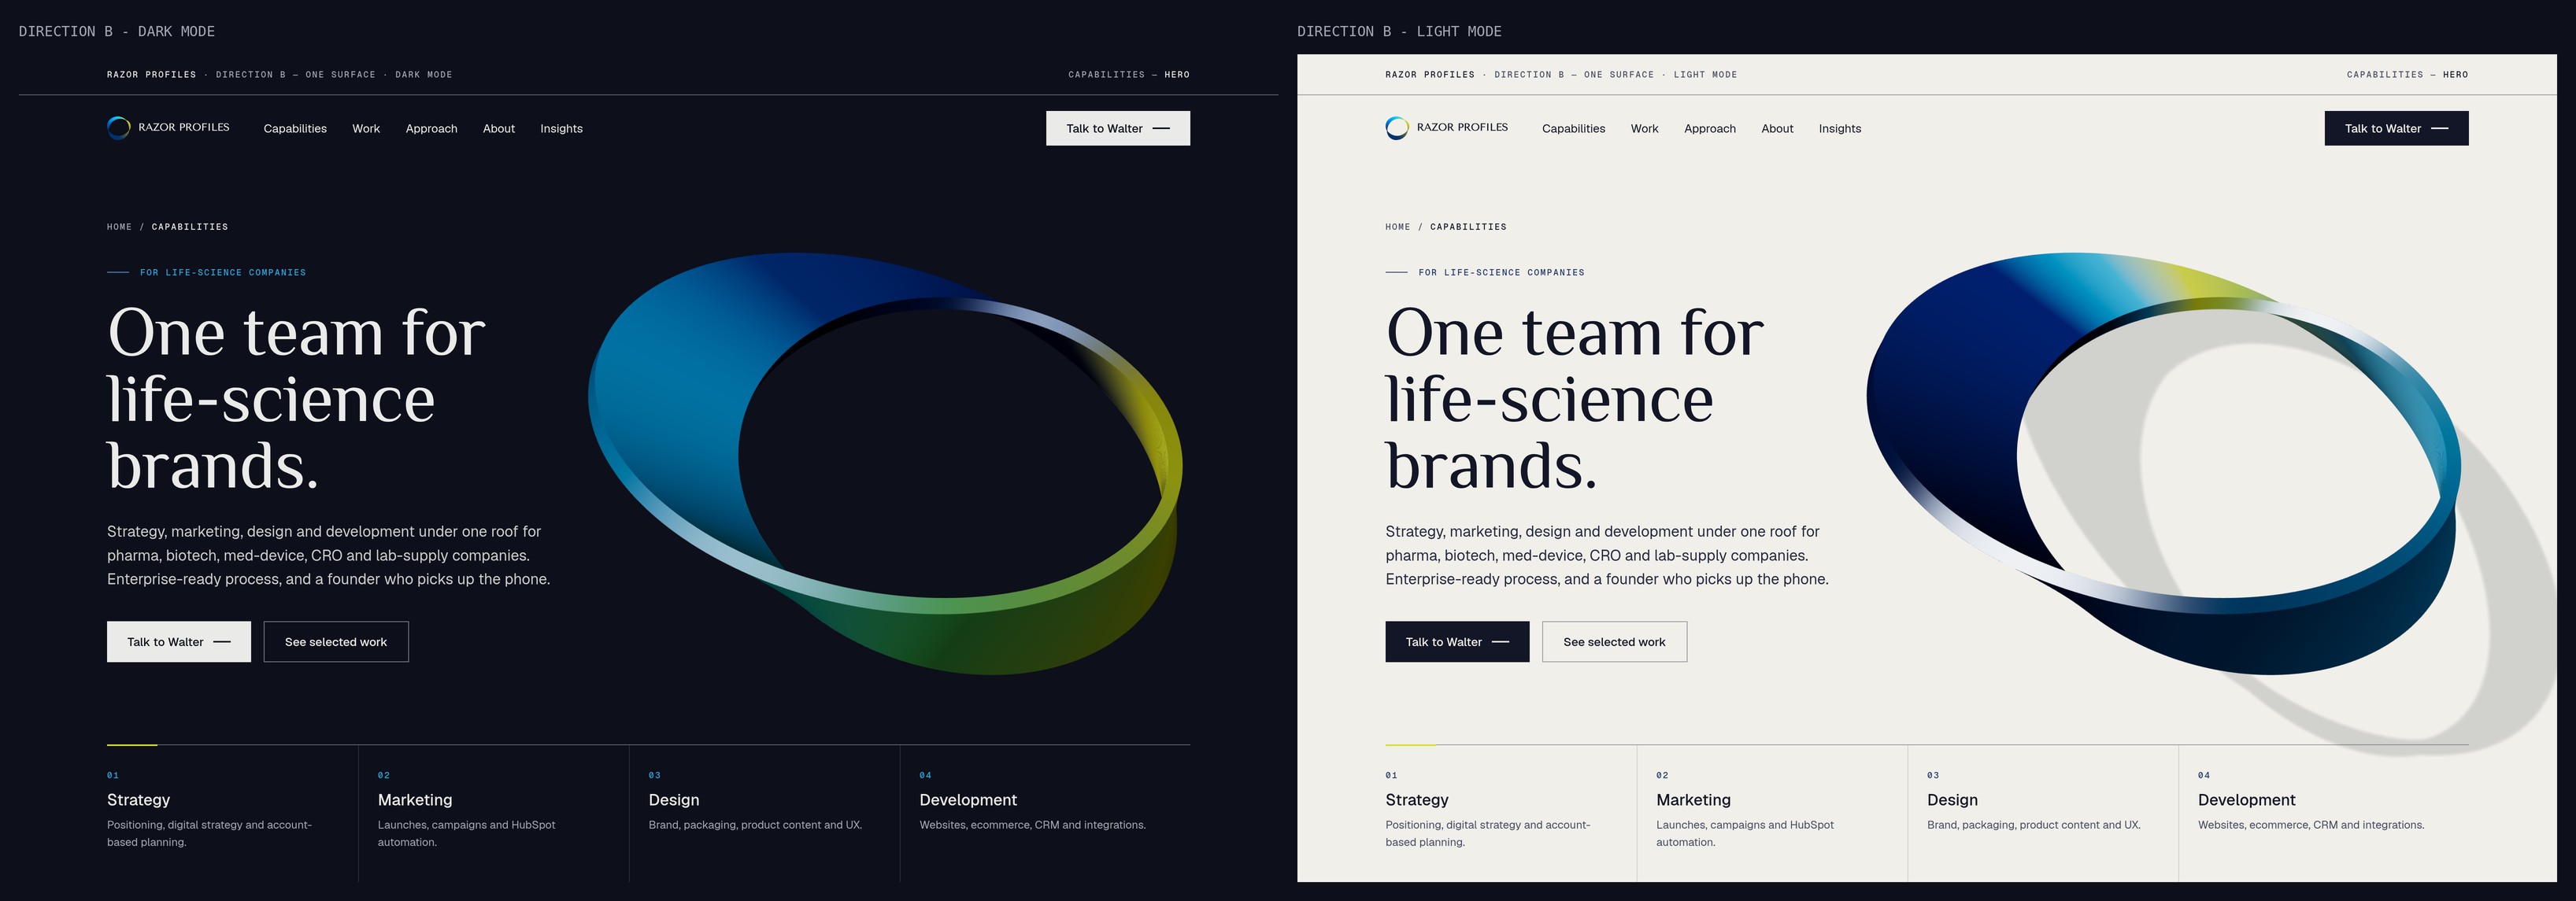 DIRECTION B - DARK MODE
RAZOR PROFILES · DIRECTION B — ONE SURFACE · DARK MODE
CAPABILITIES — HERO
RAZOR PROFILES
Capabilities
Work
Approach
About
Insights
Talk to Walter
HOME / CAPABILITIES
FOR LIFE-SCIENCE COMPANIES
One team for
life-science
brands.
Strategy, marketing, design and development under one roof for
pharma, biotech, med-device, CRO and lab-supply companies.
Enterprise-ready process, and a founder who picks up the phone.
Talk to Walter
See selected work
01
Strategy
Positioning, digital strategy and account-
based planning.
02
Marketing
Launches, campaigns and HubSpot
automation.
03
Design
Brand, packaging, product content and UX.
04
Development
Websites, ecommerce, CRM and integrations.
DIRECTION B - LIGHT MODE
RAZOR PROFILES · DIRECTION B — ONE SURFACE · LIGHT MODE
CAPABILITIES — HERO
RAZOR PROFILES
Capabilities
Work
Approach
About
Insights
Talk to Walter
HOME / CAPABILITIES
FOR LIFE-SCIENCE COMPANIES
One team for
life-science
brands.
Strategy, marketing, design and development under one roof for
pharma, biotech, med-device, CRO and lab-supply companies.
Enterprise-ready process, and a founder who picks up the phone.
Talk to Walter
See selected work
01
Strategy
Positioning, digital strategy and account-
based planning.
02
Marketing
Launches, campaigns and HubSpot
automation.
03
Design
Brand, packaging, product content and UX.
04
Development
Websites, ecommerce, CRM and integrations.